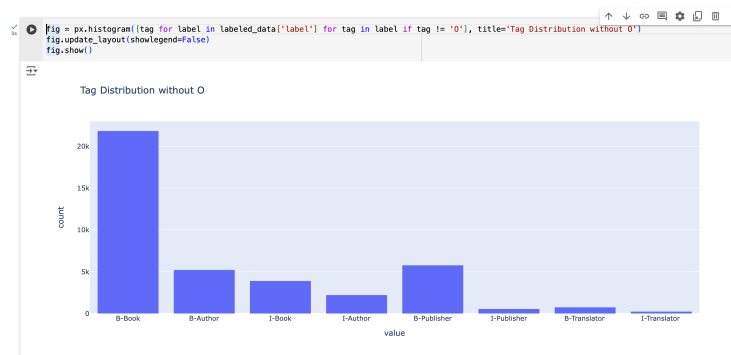 fig = px.histogram([tag for label in labeled_data['label'] for tag in label if tag != 'O'], title='Tag Distribution without O')
fig.update_layout(showlegend=False)
fig.show()
0s
Tag Distribution without O
20k
15k
10k
5k
0
count
B-Book B-Author I-Book I-Author B-Publisher I-Publisher B-Translator I-Translator
value